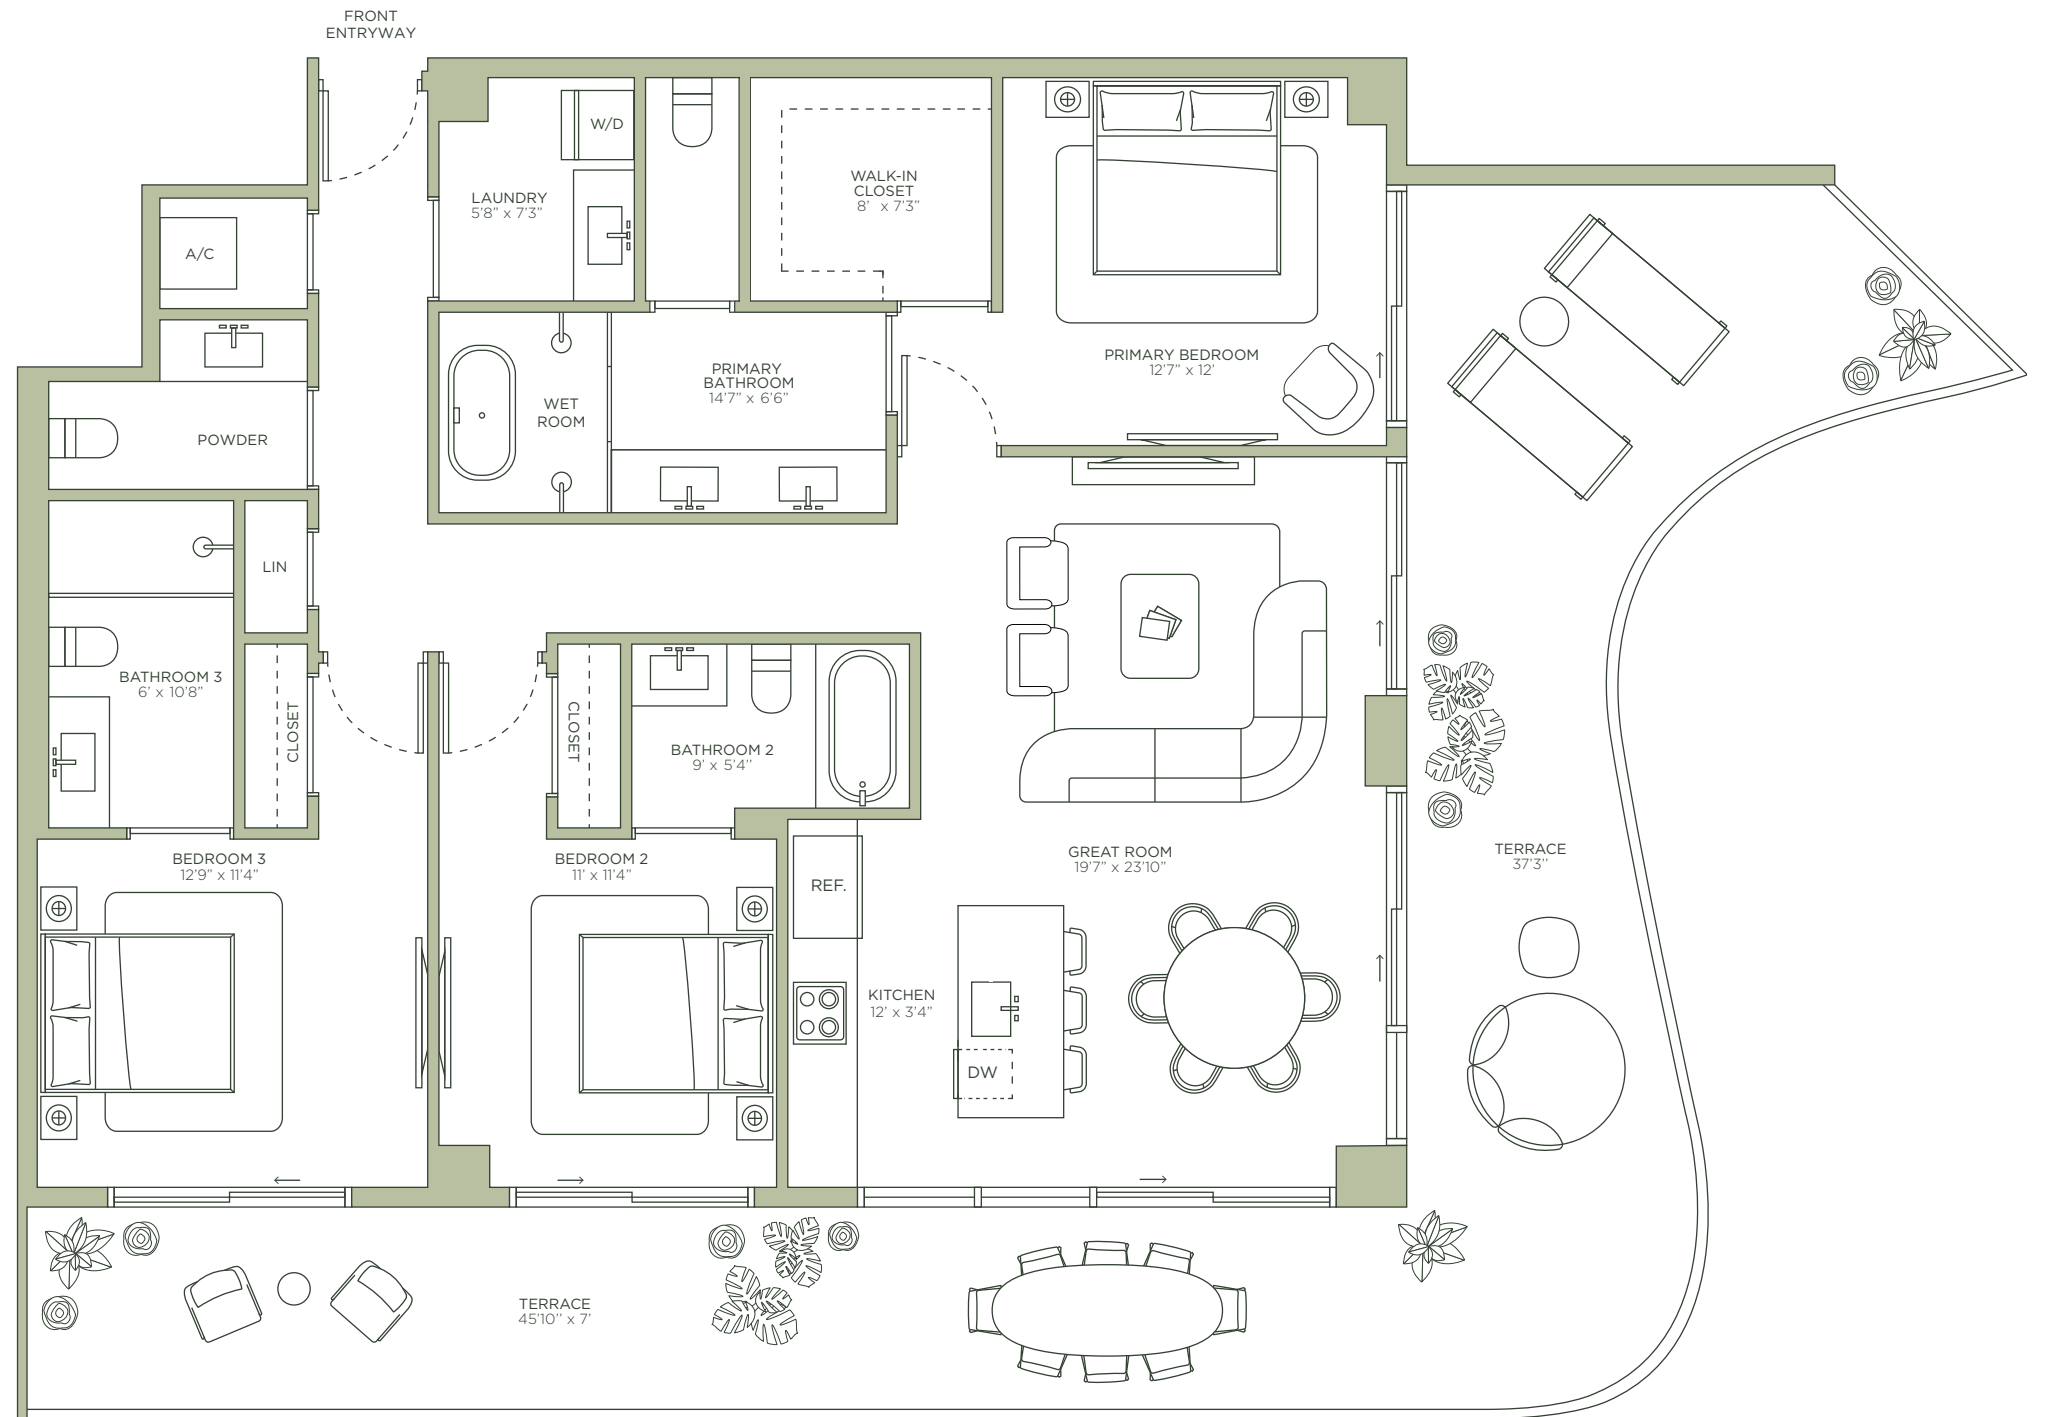 FRONT
ENTRYWAY
W/D
LAUNDRY
5'8" x 7'3"
WALK-IN
CLOSET
8' x 7'3"
A/C
PRIMARY BEDROOM
12'7" x 12'
PRIMARY
BATHROOM
14'7" x 6'6"
WET
ROOM
POWDER
LIN
BATHROOM 3
6' x 10'8"
CLOSET
CLOSET
BATHROOM 2
9' x 5'4"
BEDROOM 3
12'9" x 11'4"
BEDROOM 2
11' x 11'4"
REF.
GREAT ROOM
19'7" x 23'10"
TERRACE
37'3"
KITCHEN
12' x 3'4"
DW
TERRACE
45'10" x 7'